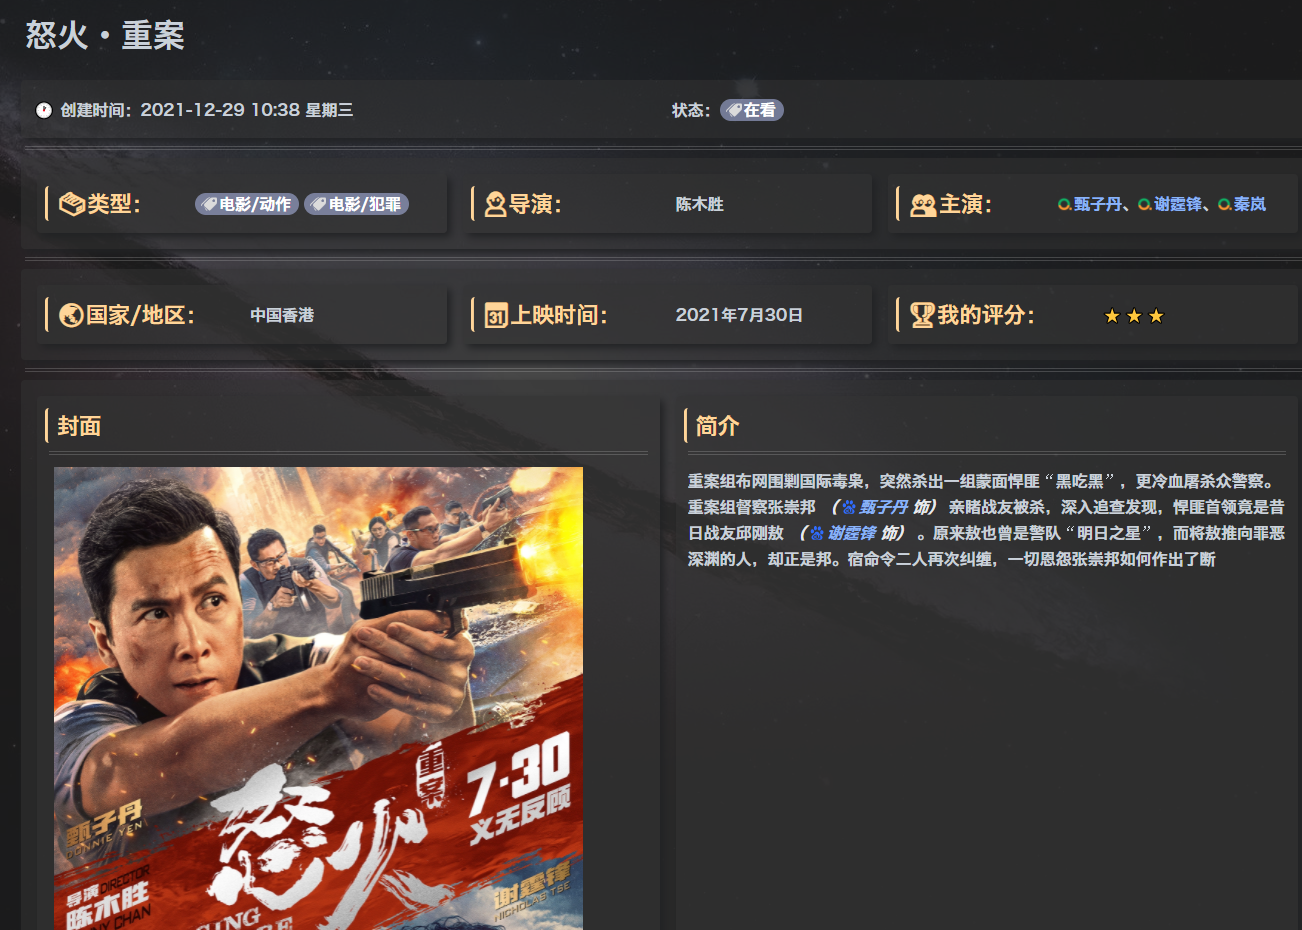 怒火·重案
创建时间：2021-12-29 10:38 星期三
状态：
在看
类型：
电影/动作
电影/犯罪
导演：
陈木胜
主演：
甄子丹、谢霆锋、秦岚
国家/地区：
中国香港
31
上映时间：
2021年7月30日
我的评分：
封面
简介
重案组布网围剿国际毒枭，突然杀出一组蒙面悍匪“黑吃黑”，更冷血屠杀众警察。
重案组督察张崇邦 （甄子丹 饰） 亲睹战友被杀，深入追查发现，悍匪首领竟是昔
日战友邱刚敖 （谢霆锋 饰） 。原来敖也曾是警队“明日之星”，而将敖推向罪恶
深渊的人，却正是邦。宿命令二人再次纠缠，一切恩怨张崇邦如何作出了断
重案
7·30
义无反顾
怒火
甄子丹
DONNIE YEN
导演 DIRECTOR
陈木胜
NY CHAN
谢霆锋
NICHOLAS TSE